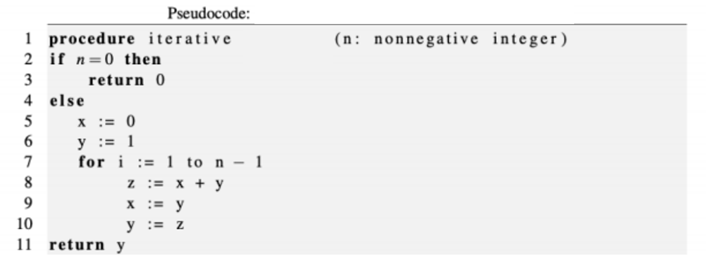 Pseudocode:
1 procedure iterative (n: nonnegative integer)
2 if n=0 then
3 return 0
4 else
5 x := 0
6 y := 1
7 for i := 1 to n − 1
8 z := x + y
9 x := y
10 y := z
11 return y